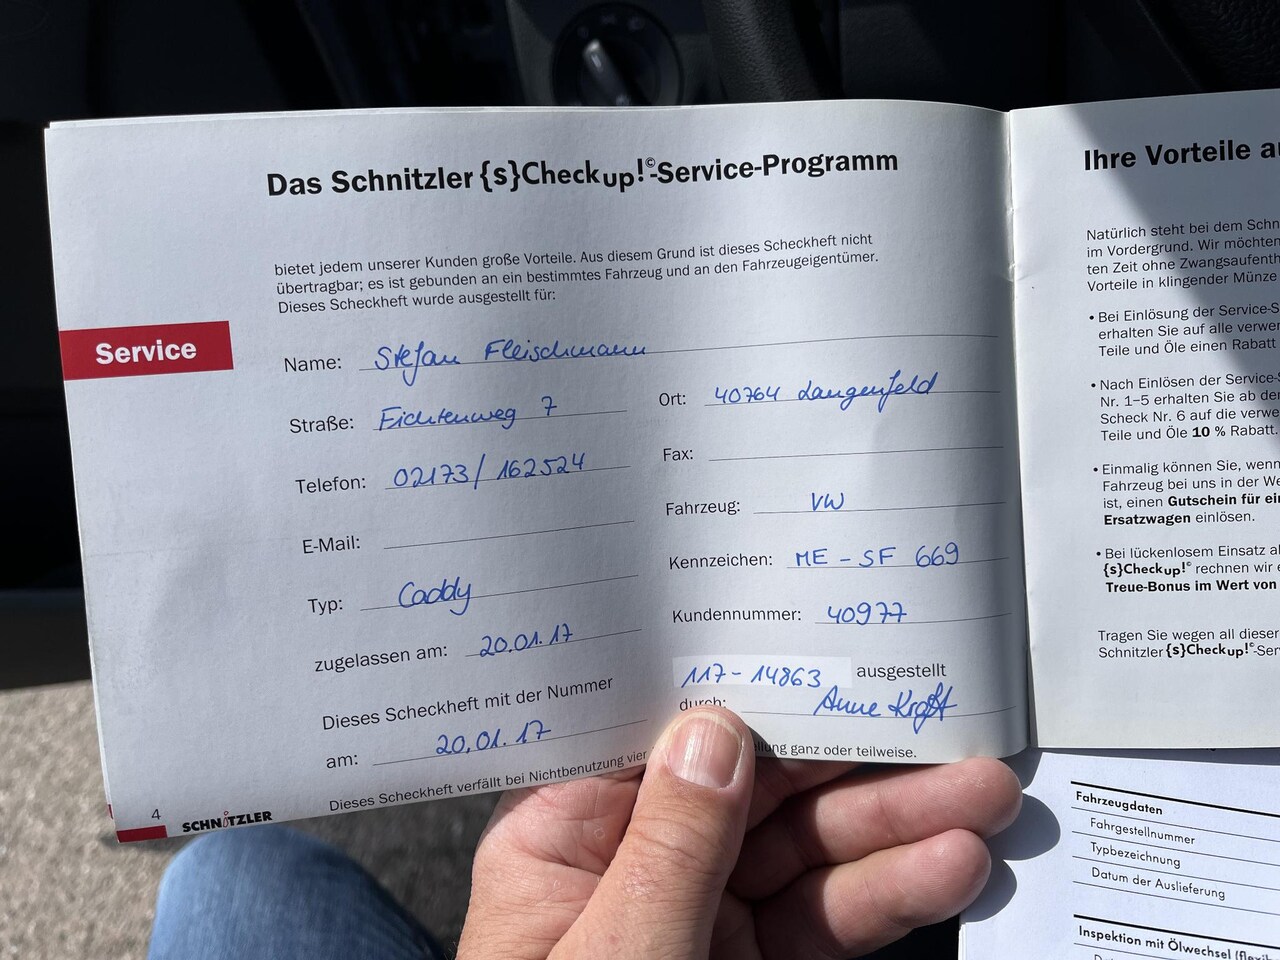 Das Schnitzler {s}Checkup!©-Service-Programm
bietet jedem unserer Kunden große Vorteile. Aus diesem Grund ist dieses Scheckheft nicht
übertragbar; es ist gebunden an ein bestimmtes Fahrzeug und an den Fahrzeugeigentümer.
Dieses Scheckheft wurde ausgestellt für:
Service
Name: Stefan Fleischmann
Straße: Fichtenweg 7
Ort: 40764 Langenfeld
Telefon: 02173/162524
Fax:
E-Mail:
Fahrzeug: VW
Typ: Caddy
Kennzeichen: ME-SF 669
zugelassen am: 20.01.17
Kundennummer: 40977
Dieses Scheckheft mit der Nummer 117-14863 ausgestellt
am: 20.01.17
durch: Anne Kraft
Dieses Scheckheft verfällt bei Nichtbenutzung vier
llung ganz oder teilweise.
4 SCHNiTZLER
Ihre Vorteile a
Natürlich steht bei dem Schn
im Vordergrund. Wir möchten
ten Zeit ohne Zwangsaufenth
Vorteile in klingender Münze
• Bei Einlösung der Service-S
erhalten Sie auf alle verwe
Teile und Öle einen Rabatt
• Nach Einlösen der Service-S
Nr. 1–5 erhalten Sie ab de
Scheck Nr. 6 auf die verwe
Teile und Öle 10 % Rabatt.
• Einmalig können Sie, wenn
Fahrzeug bei uns in der We
ist, einen Gutschein für ei
Ersatzwagen einlösen.
• Bei lückenlosem Einsatz al
{s}Checkup!© rechnen wir e
Treue-Bonus im Wert von
Tragen Sie wegen all dieser
Schnitzler {s}Checkup!©-Ser
Fahrzeugdaten
Fahrgestellnummer
Typbezeichnung
Datum der Auslieferung
Inspektion mit Ölwechsel (flexib